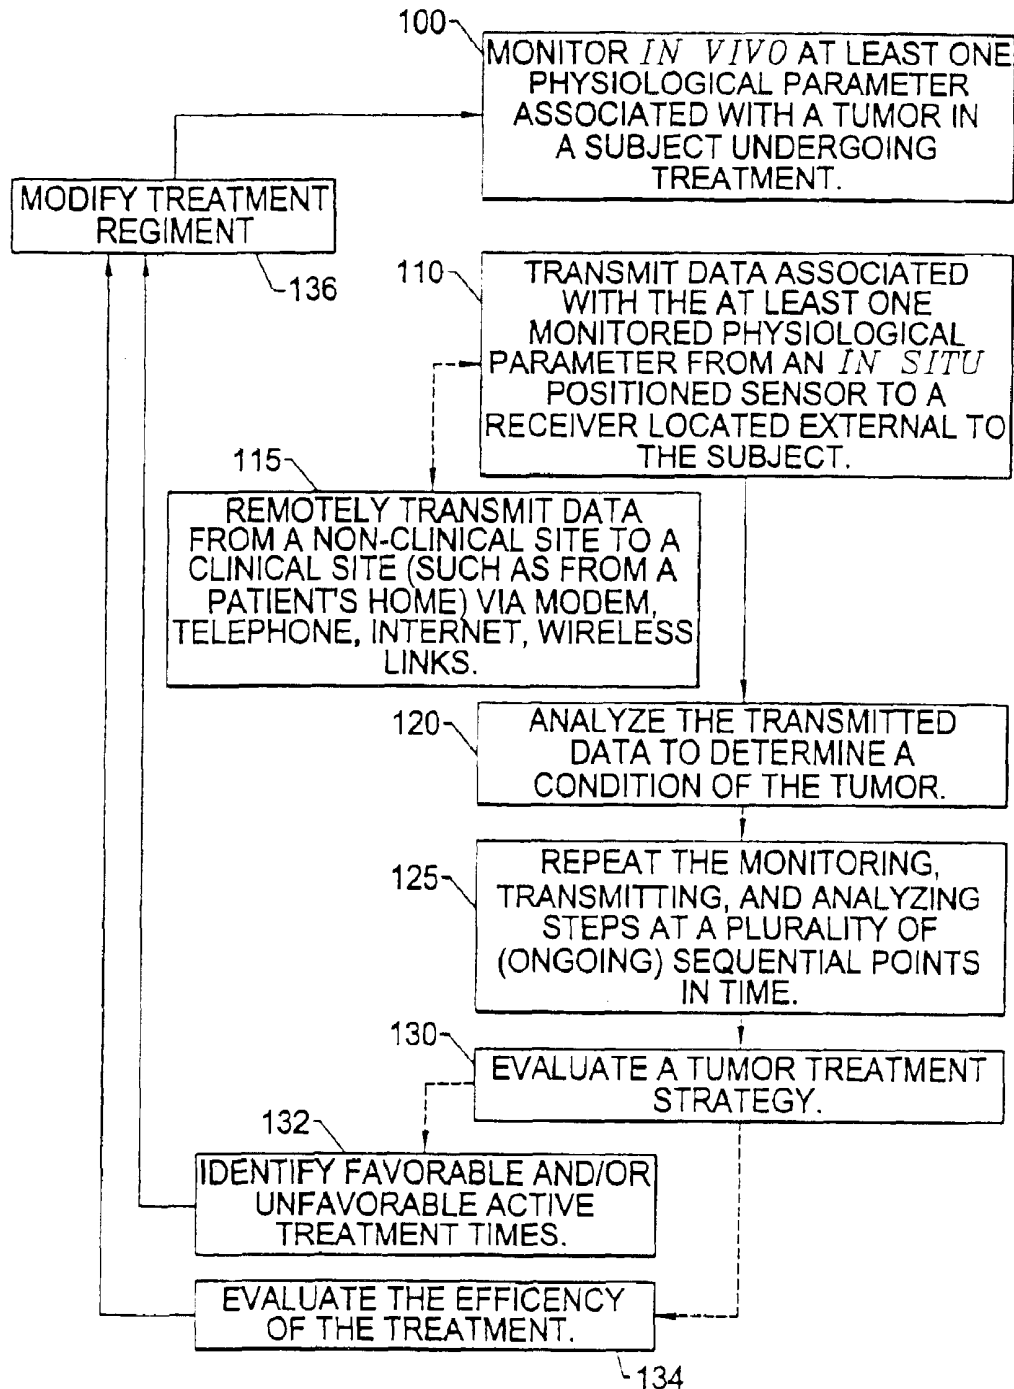 100
MONITOR IN VIVO AT LEAST ONE
PHYSIOLOGICAL PARAMETER
ASSOCIATED WITH A TUMOR IN
A SUBJECT UNDERGOING
TREATMENT.
MODIFY TREATMENT
REGIMENT
136
110
TRANSMIT DATA ASSOCIATED
WITH THE AT LEAST ONE
MONITORED PHYSIOLOGICAL
PARAMETER FROM AN IN SITU
POSITIONED SENSOR TO A
RECEIVER LOCATED EXTERNAL TO
THE SUBJECT.
115
REMOTELY TRANSMIT DATA
FROM A NON-CLINICAL SITE TO A
CLINICAL SITE (SUCH AS FROM A
PATIENT'S HOME) VIA MODEM,
TELEPHONE, INTERNET, WIRELESS
LINKS.
120
ANALYZE THE TRANSMITTED
DATA TO DETERMINE A
CONDITION OF THE TUMOR.
125
REPEAT THE MONITORING,
TRANSMITTING, AND ANALYZING
STEPS AT A PLURALITY OF
(ONGOING) SEQUENTIAL POINTS
IN TIME.
130
EVALUATE A TUMOR TREATMENT
STRATEGY.
132
IDENTIFY FAVORABLE AND/OR
UNFAVORABLE ACTIVE
TREATMENT TIMES.
EVALUATE THE EFFICENCY
OF THE TREATMENT.
134